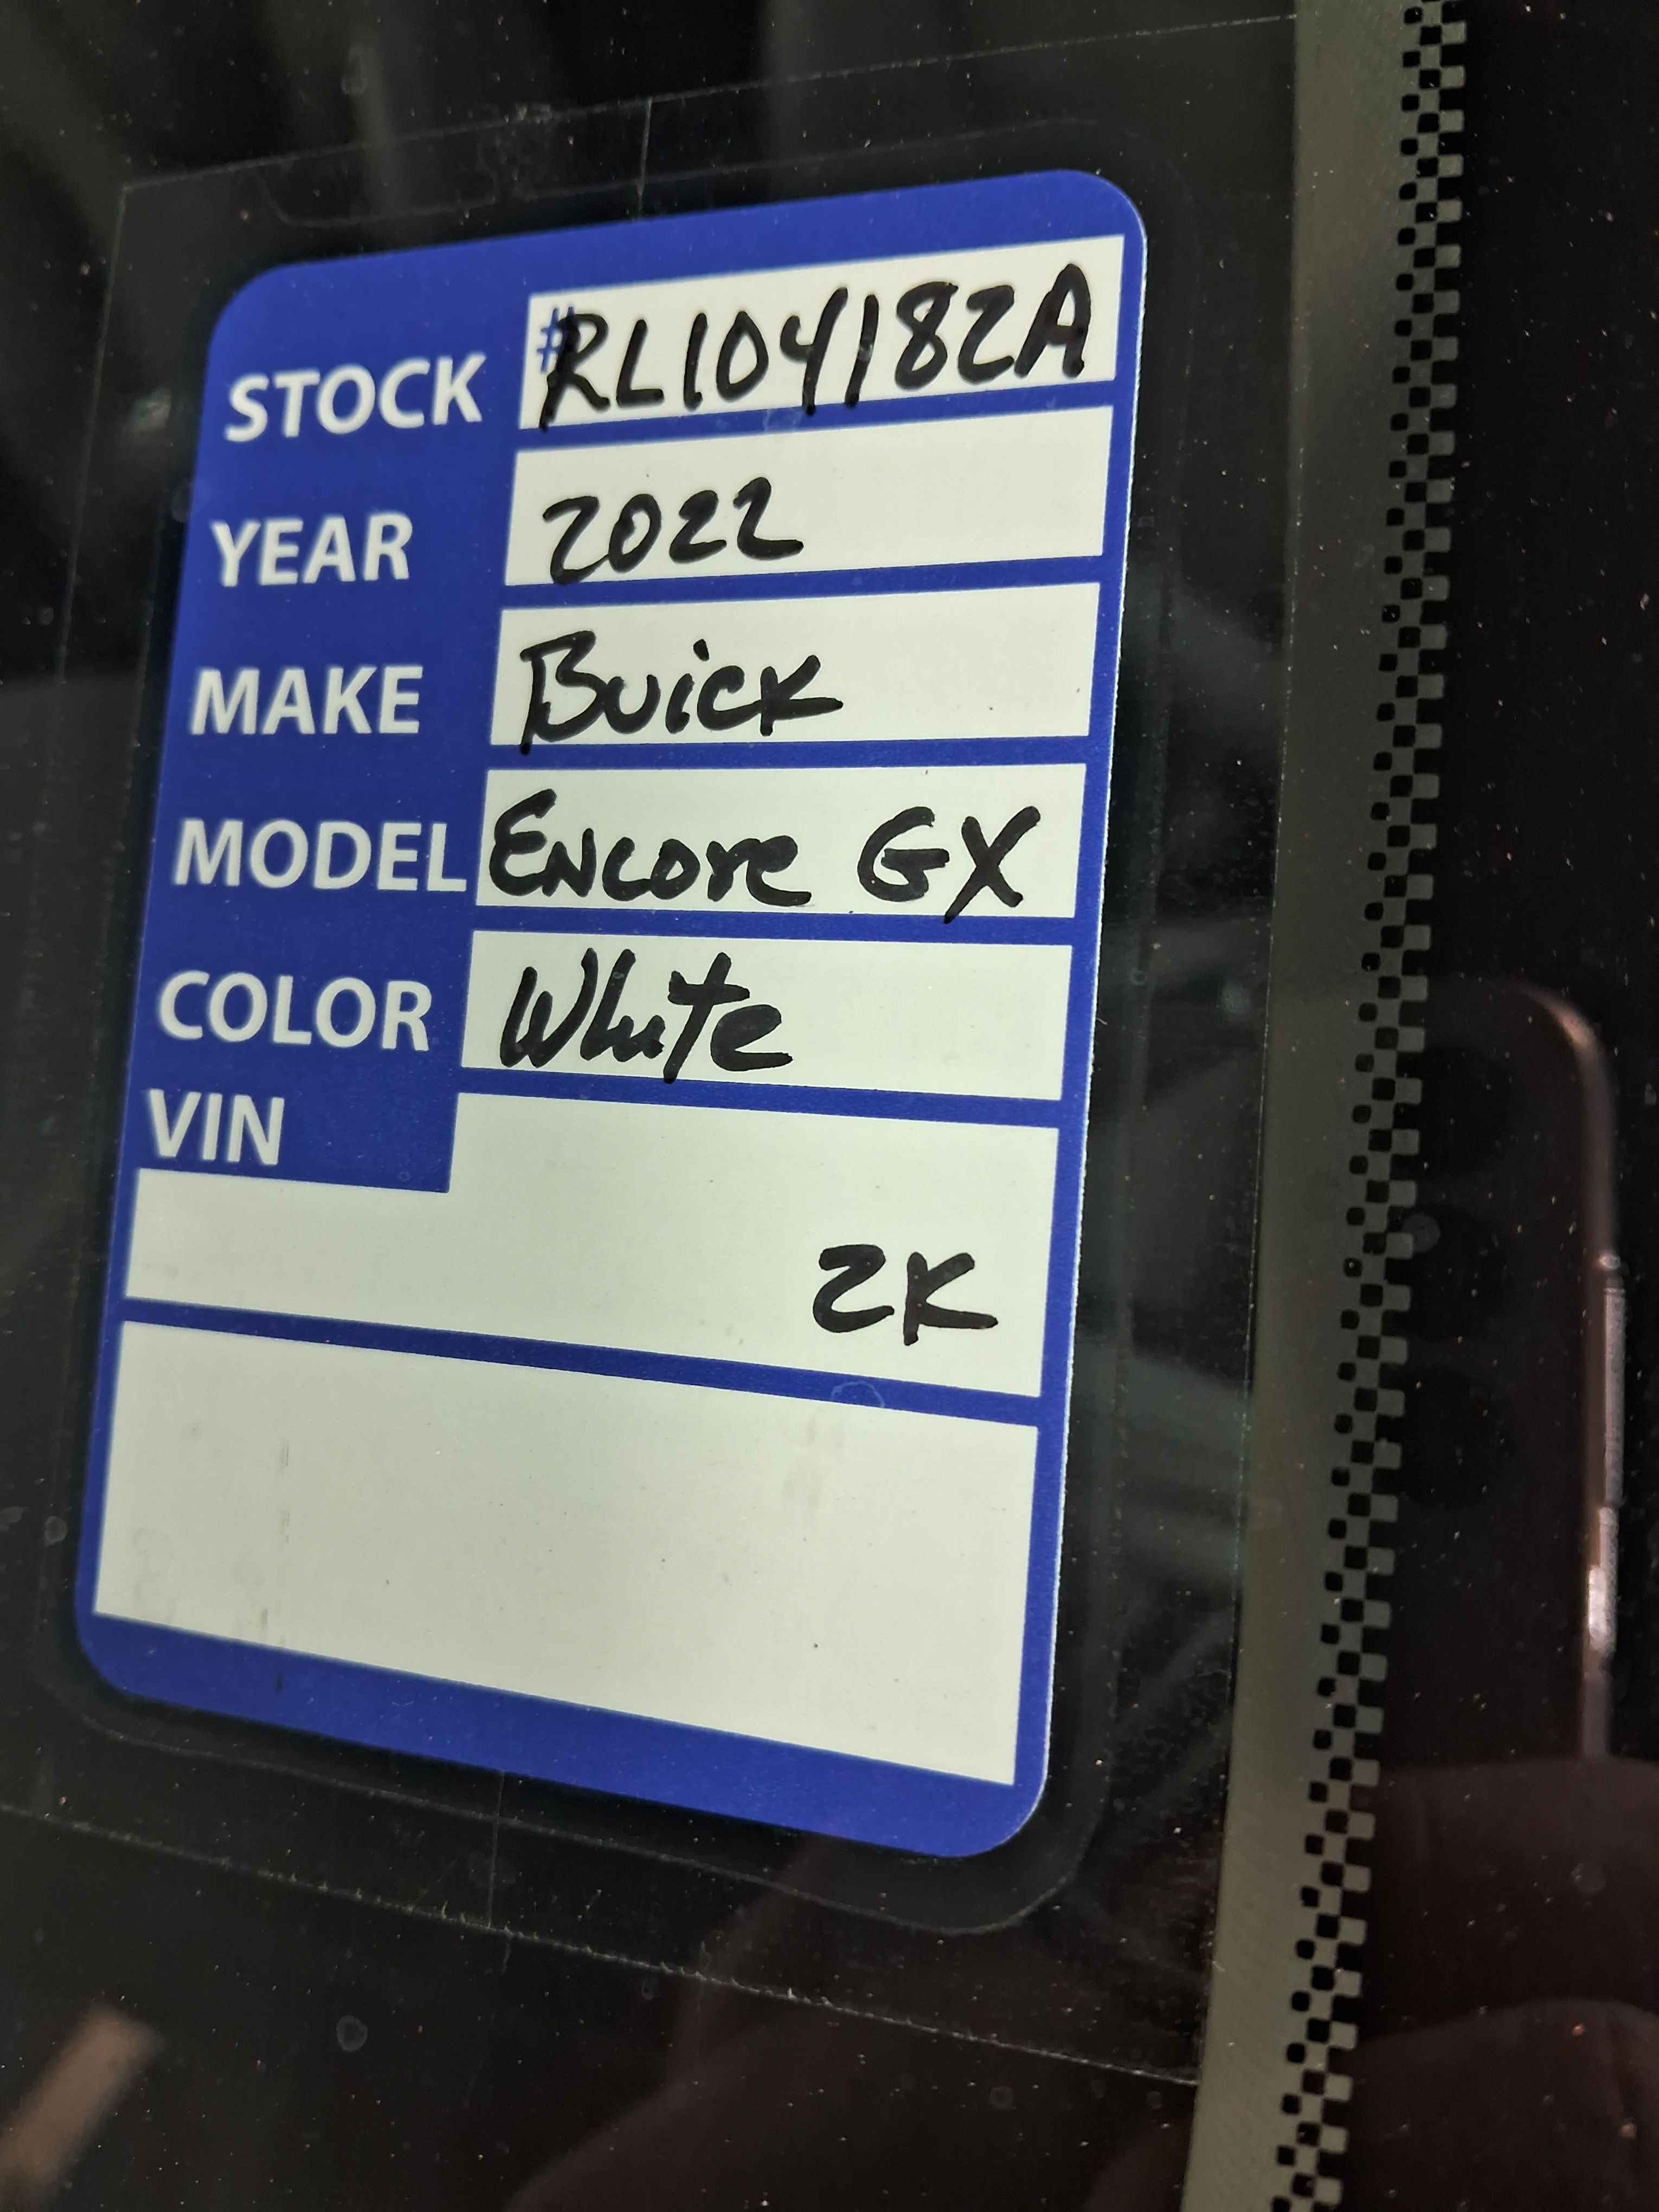 STOCK #RL104182A
YEAR 2022
MAKE Buick
MODEL Encore GX
COLOR White
VIN
2K